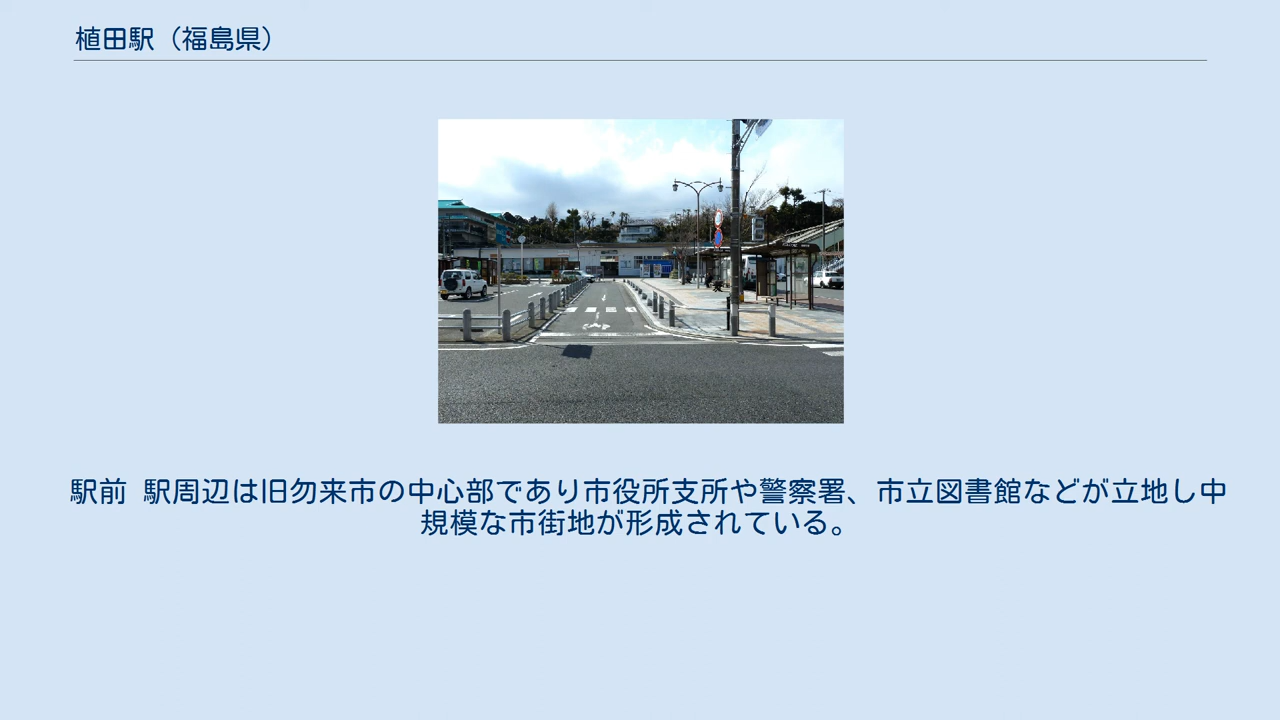 植田駅（福島県）
駅前 駅周辺は旧勿来市の中心部であり市役所支所や警察署、市立図書館などが立地し中
規模な市街地が形成されている。